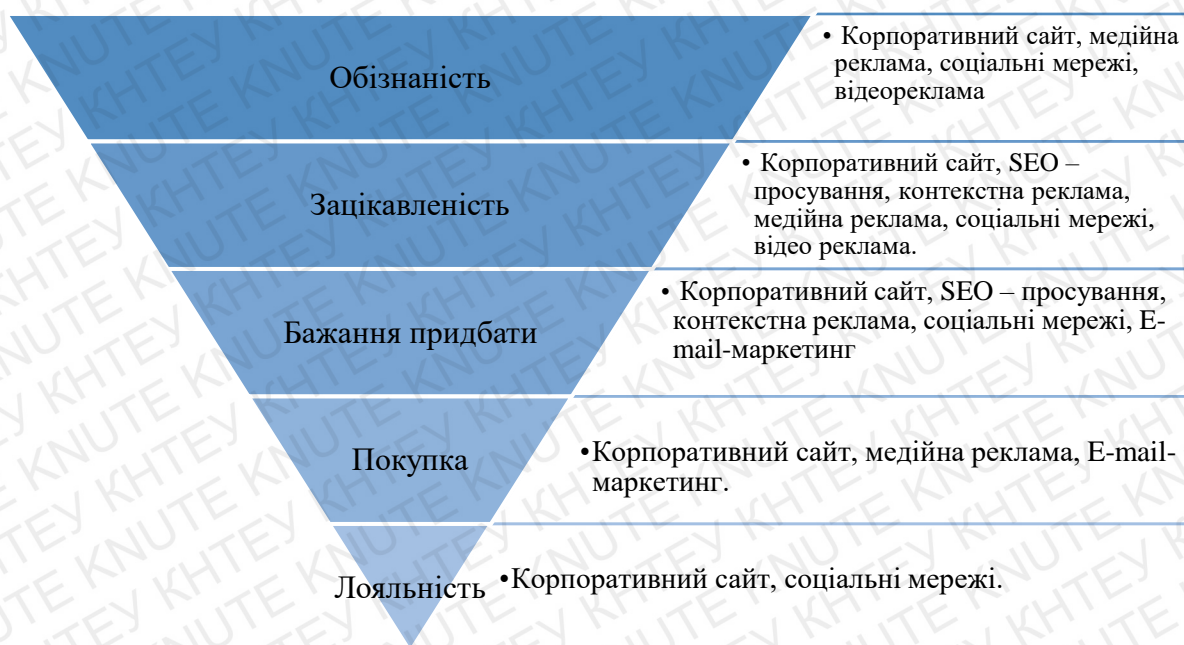 Обізнаність
• Корпоративний сайт, медійна
реклама, соціальні мережі,
відеореклама
Зацікавленість
• Корпоративний сайт, SEO –
просування, контекстна реклама,
медійна реклама, соціальні мережі,
відео реклама.
Бажання придбати
• Корпоративний сайт, SEO – просування,
контекстна реклама, соціальні мережі, E-
mail-маркетинг
Покупка
•Корпоративний сайт, медійна реклама, E-mail-
маркетинг.
Лояльність
•Корпоративний сайт, соціальні мережі.
KNUTE КНТЕУ